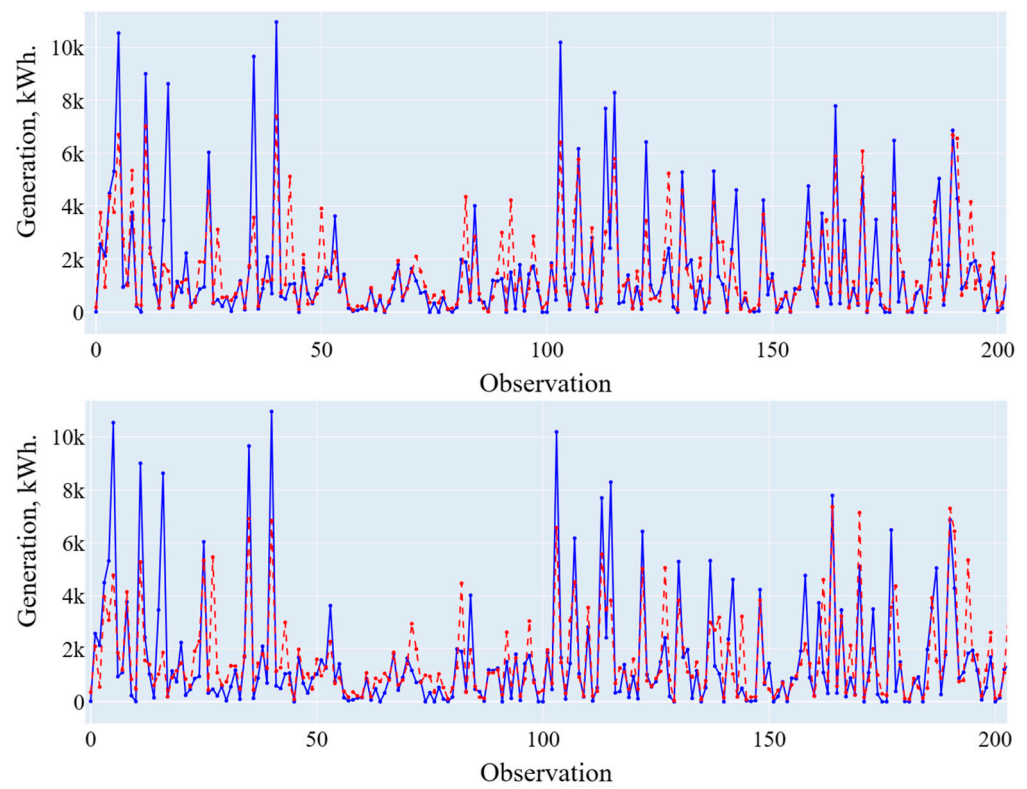 10k
8k
6k
4k
2k
0
Generation, kWh.
0 50 100 150 200
Observation
10k
8k
6k
4k
2k
0
Generation, kWh.
0 50 100 150 200
Observation